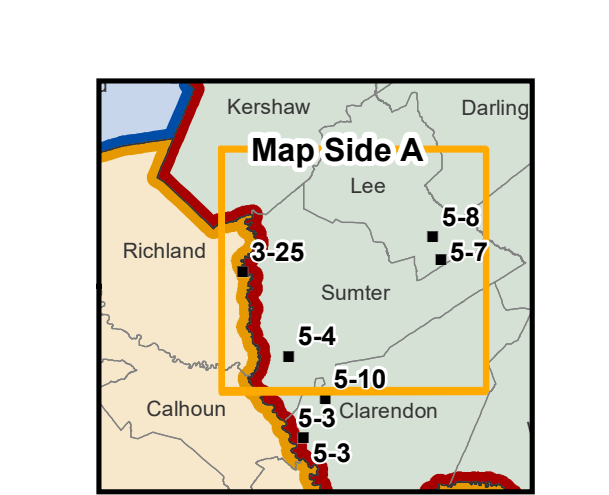 Kershaw
Darling
Map Side A
Lee
5-8
Richland
3-25
5-7
Sumter
5-4
5-10
Calhoun
5-3
Clarendon
5-3